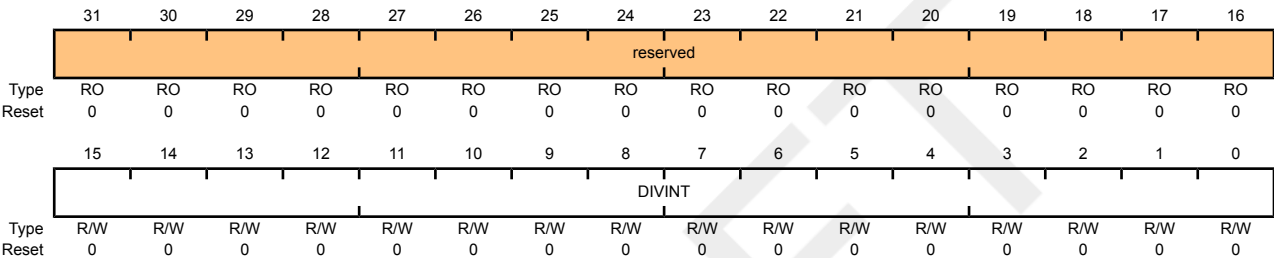 31 30 29 28 27 26 25 24 23 22 21 20 19 18 17 16
reserved
Type RO RO RO RO RO RO RO RO RO RO RO RO RO RO RO RO
Reset 0 0 0 0 0 0 0 0 0 0 0 0 0 0 0 0
15 14 13 12 11 10 9 8 7 6 5 4 3 2 1 0
DIVINT
Type R/W R/W R/W R/W R/W R/W R/W R/W R/W R/W R/W R/W R/W R/W R/W R/W
Reset 0 0 0 0 0 0 0 0 0 0 0 0 0 0 0 0